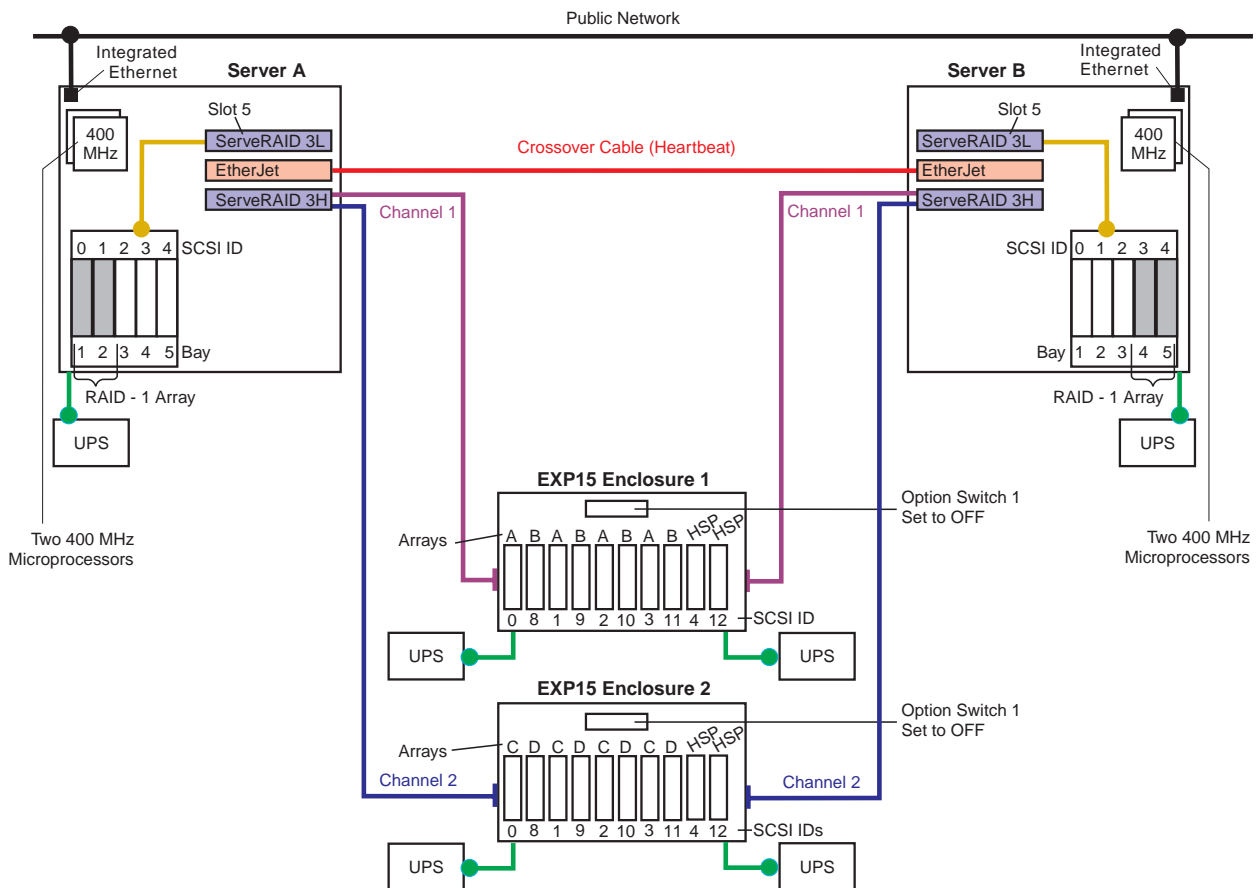 Public Network
Integrated
Ethernet
Server A
Server B
Integrated
Ethernet
Slot 5
Slot 5
400
MHz
ServeRAID 3L
EtherJet
ServeRAID 3H
Crossover Cable (Heartbeat)
ServeRAID 3L
EtherJet
ServeRAID 3H
400
MHz
Channel 1
Channel 1
0 1 2 3 4 SCSI ID
1 2 3 4 5 Bay
RAID - 1 Array
SCSI ID 0 1 2 3 4
Bay 1 2 3 4 5
RAID - 1 Array
UPS
UPS
Two 400 MHz
Microprocessors
Two 400 MHz
Microprocessors
EXP15 Enclosure 1
Option Switch 1
Set to OFF
Arrays A B A B A B A B HSP HSP
0 8 1 9 2 10 3 11 4 12 SCSI ID
UPS
UPS
EXP15 Enclosure 2
Option Switch 1
Set to OFF
Arrays C D C D C D C D HSP HSP
Channel 2
Channel 2
0 8 1 9 2 10 3 11 4 12 SCSI IDs
UPS
UPS